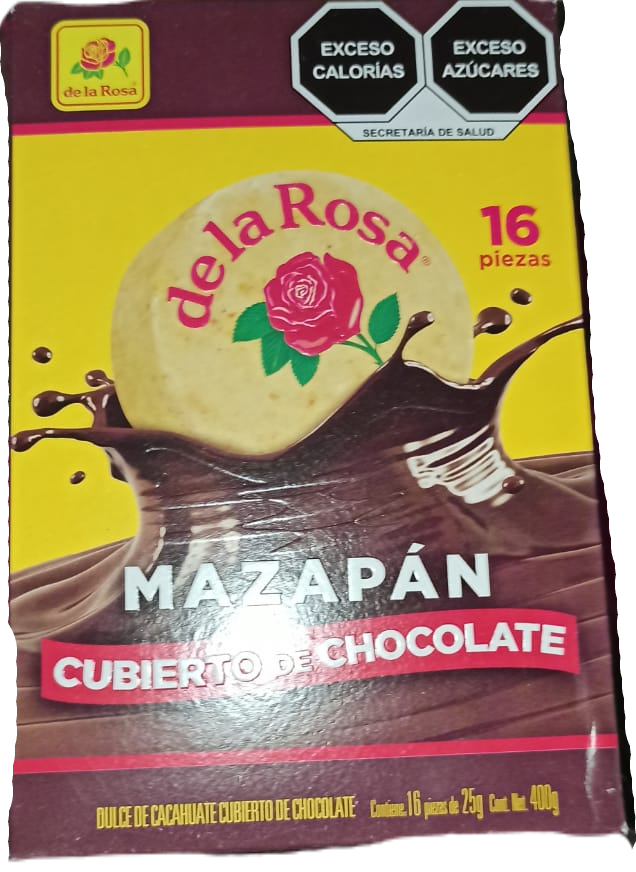 de la Rosa
EXCESO
CALORÍAS
EXCESO
AZÚCARES
SECRETARÍA DE SALUD
de la Rosa®
16
piezas
MAZAPÁN
CUBIERTO DE CHOCOLATE
DULCE DE CACAHUATE CUBIERTO DE CHOCOLATE Contiene: 16 piezas de 25g Cont. Net. 400g